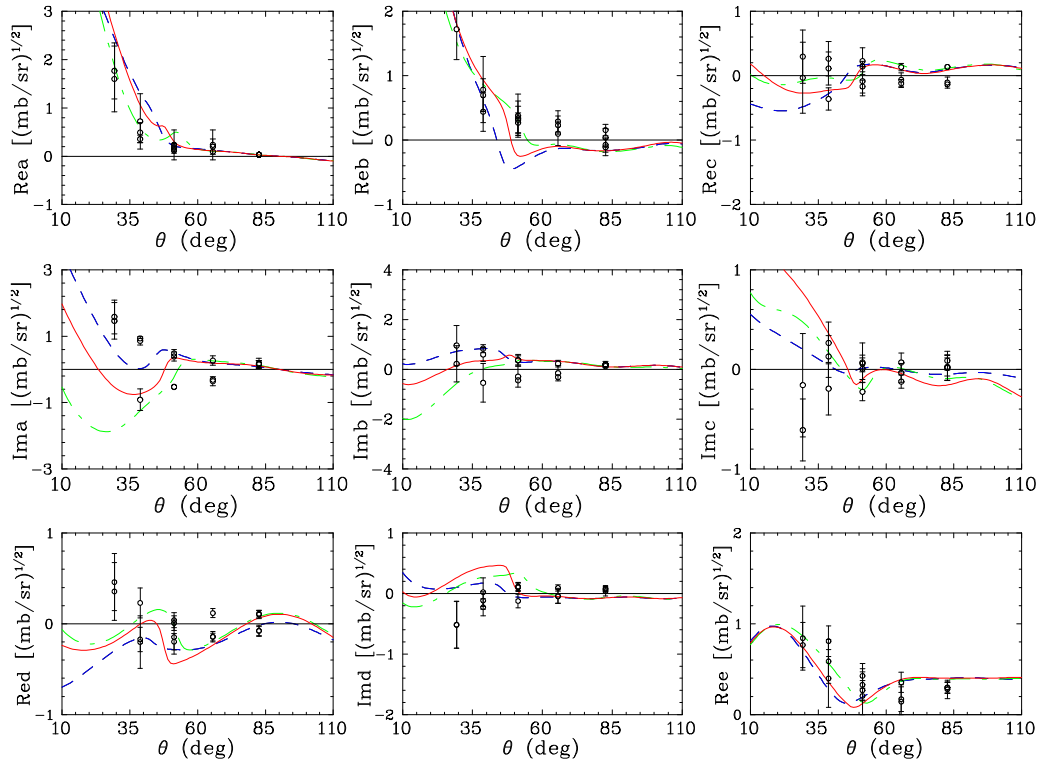 3
2
1
0
−1
Rea [(mb/sr)^{1/2}]
10 35 60 85 110
θ (deg)
2
1
0
−1
Reb [(mb/sr)^{1/2}]
10 35 60 85 110
θ (deg)
1
0
−1
−2
Rec [(mb/sr)^{1/2}]
10 35 60 85 110
θ (deg)
3
1
−1
−3
Ima [(mb/sr)^{1/2}]
10 35 60 85 110
θ (deg)
4
2
0
−2
−4
Imb [(mb/sr)^{1/2}]
10 35 60 85 110
θ (deg)
1
0
−1
Imc [(mb/sr)^{1/2}]
10 35 60 85 110
θ (deg)
1
0
−1
Red [(mb/sr)^{1/2}]
10 35 60 85 110
θ (deg)
1
0
−1
−2
Imd [(mb/sr)^{1/2}]
10 35 60 85 110
θ (deg)
2
1
0
Ree [(mb/sr)^{1/2}]
10 35 60 85 110
θ (deg)